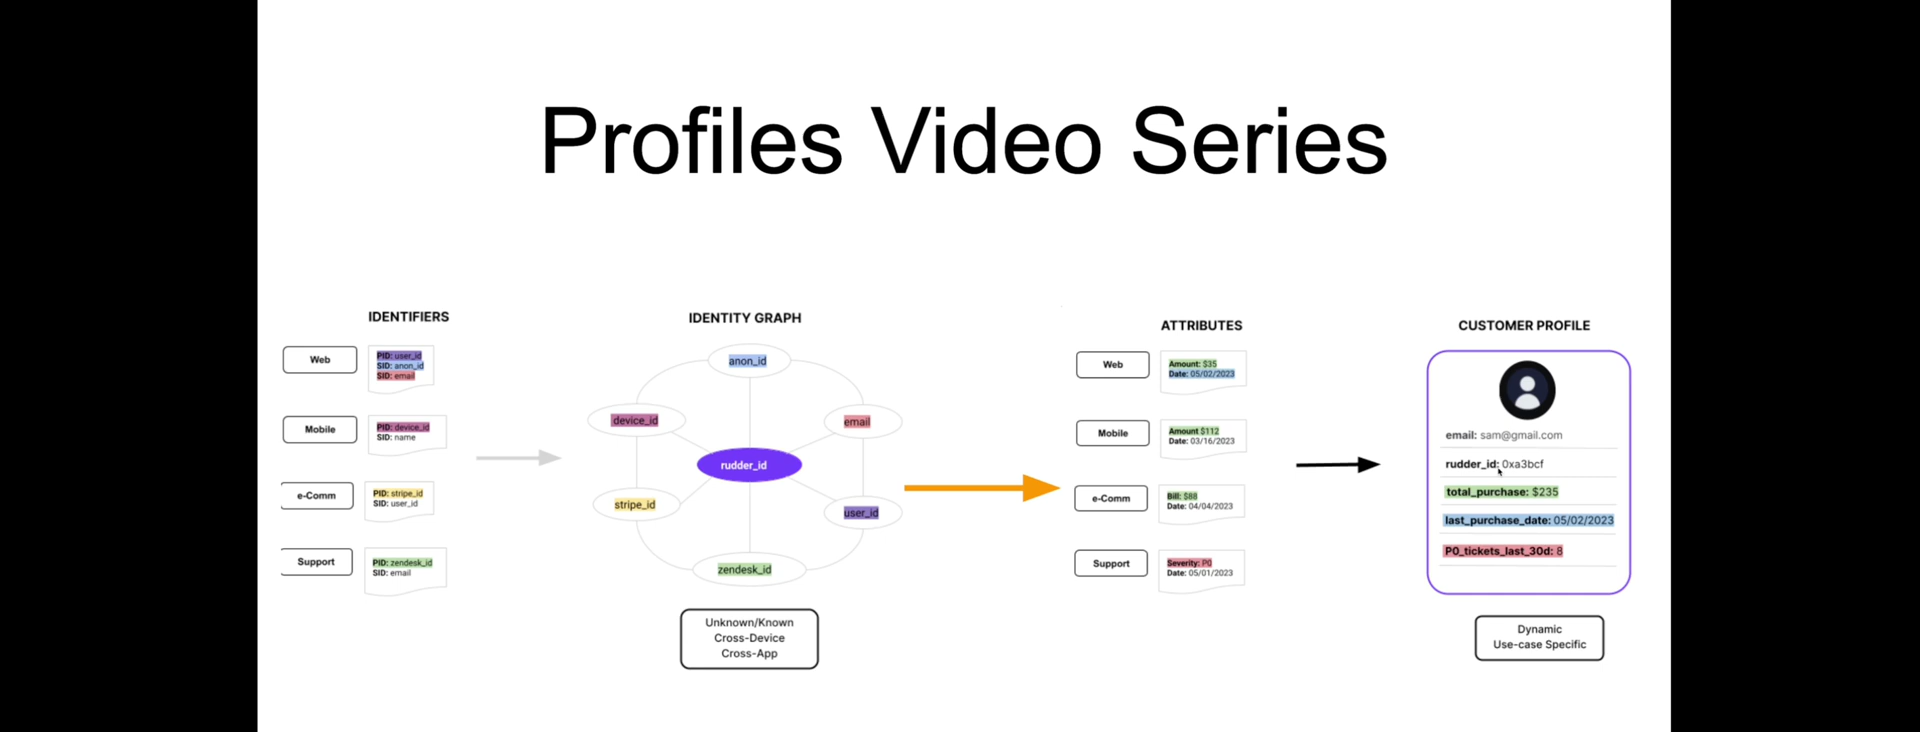 Profiles Video Series
IDENTIFIERS
Web
PID: user_id
SID: anon_id
SID: email
Mobile
PID: device_id
SID: name
e-Comm
PID: stripe_id
SID: user_id
Support
PID: zendesk_id
SID: email
IDENTITY GRAPH
anon_id
device_id
email
rudder_id
stripe_id
user_id
zendesk_id
Unknown/Known
Cross-Device
Cross-App
ATTRIBUTES
Web
Amount: $35
Date: 05/02/2023
Mobile
Amount $112
Date: 03/16/2023
e-Comm
Bill: $88
Date: 04/04/2023
Support
Severity: P0
Date: 05/01/2023
CUSTOMER PROFILE
email: sam@gmail.com
rudder_id: 0xa3bcf
total_purchase: $235
last_purchase_date: 05/02/2023
P0_tickets_last_30d: 8
Dynamic
Use-case Specific